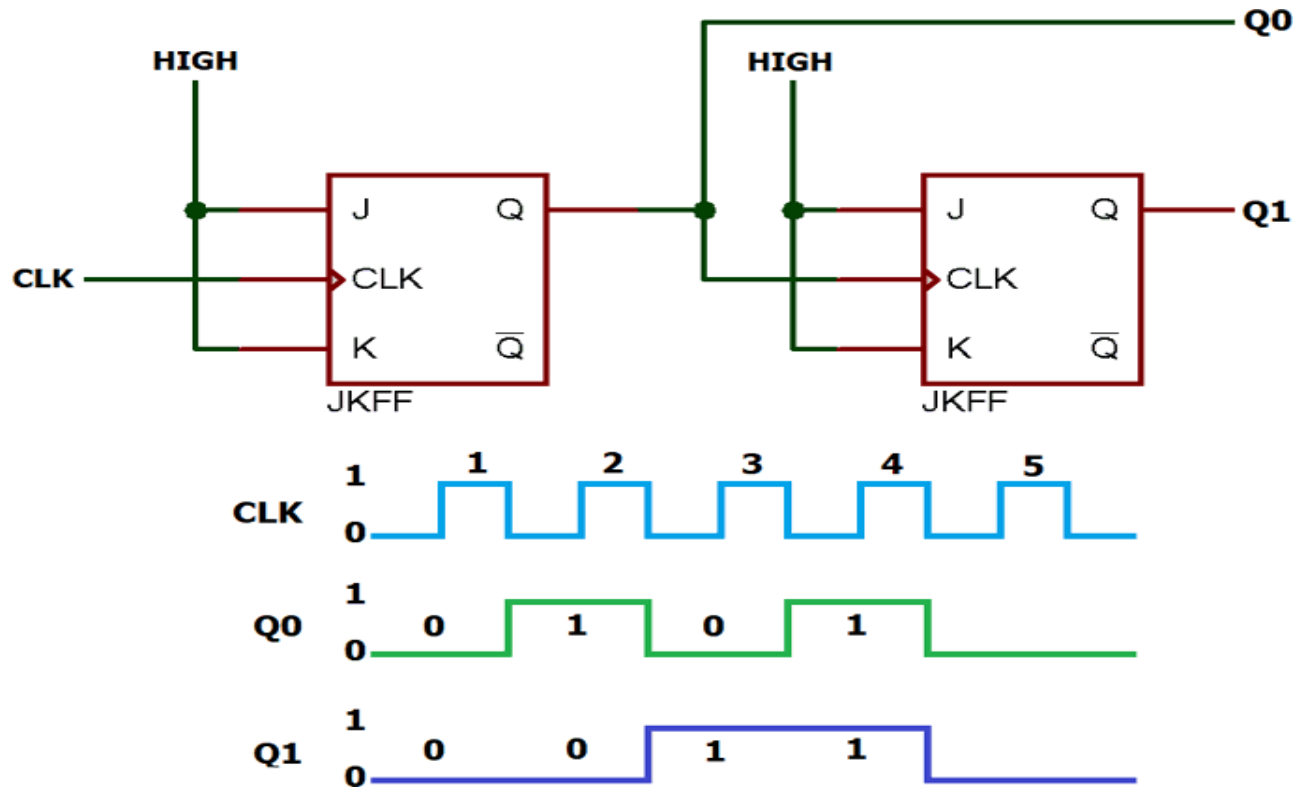 Q0
HIGH HIGH
J Q J Q Q1
CLK CLK CLK
K Q̅ K Q̅
JKFF JKFF
1 2 3 4 5
1
CLK
0
1
Q0 0 1 0 1
0
1
Q1 0 0 1 1
0